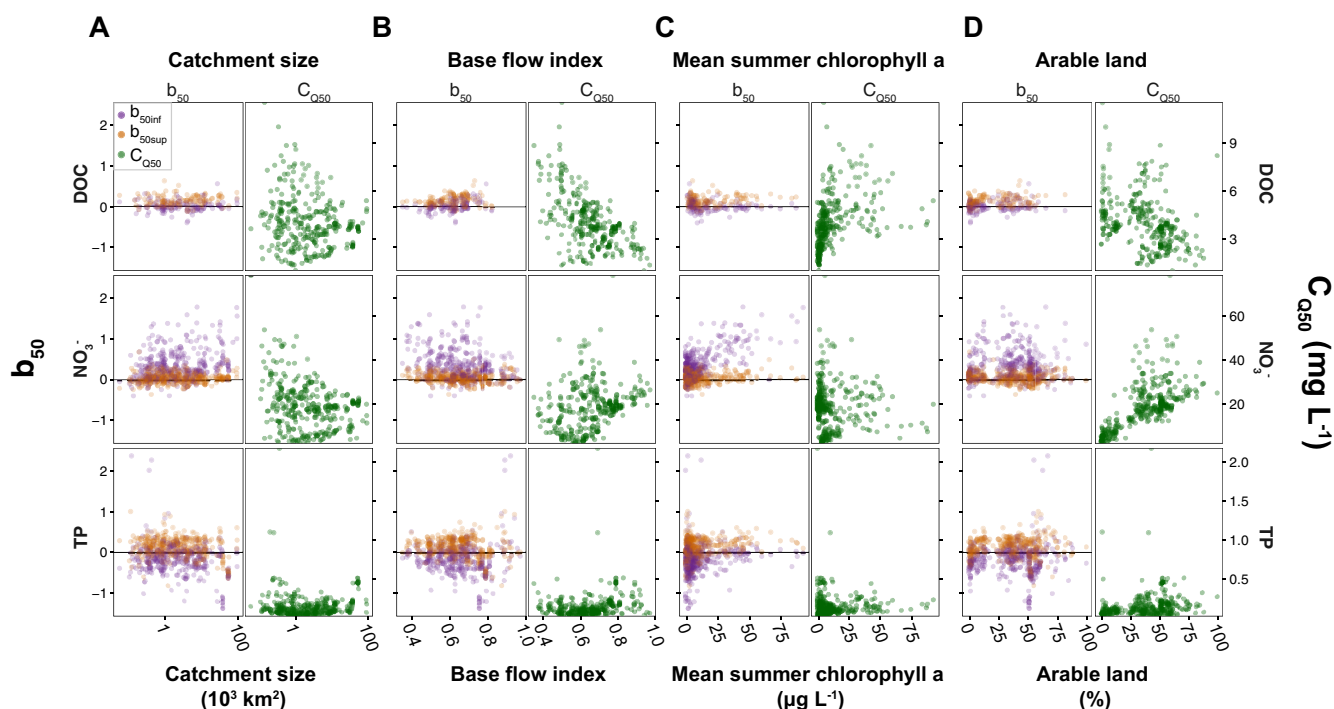 A B C D
Catchment size Base flow index Mean summer chlorophyll a Arable land
b50 CQ50 b50 CQ50 b50 CQ50 b50 CQ50
b50inf
b50sup
CQ50
2
1
0
−1
DOC
9
6
3
DOC
2
1
0
−1
NO3-
60
40
20
NO3-
2
1
0
−1
TP
2.0
1.5
1.0
0.5
TP
b50
CQ50 (mg L-1)
1 100 1 100 0.4 0.6 0.8 1.0 0.4 0.6 0.8 1.0 0 25 50 75 0 25 50 75 0 25 50 75 100 0 25 50 75 100
Catchment size Base flow index Mean summer chlorophyll a Arable land
(10³ km²) (µg L-1) (%)